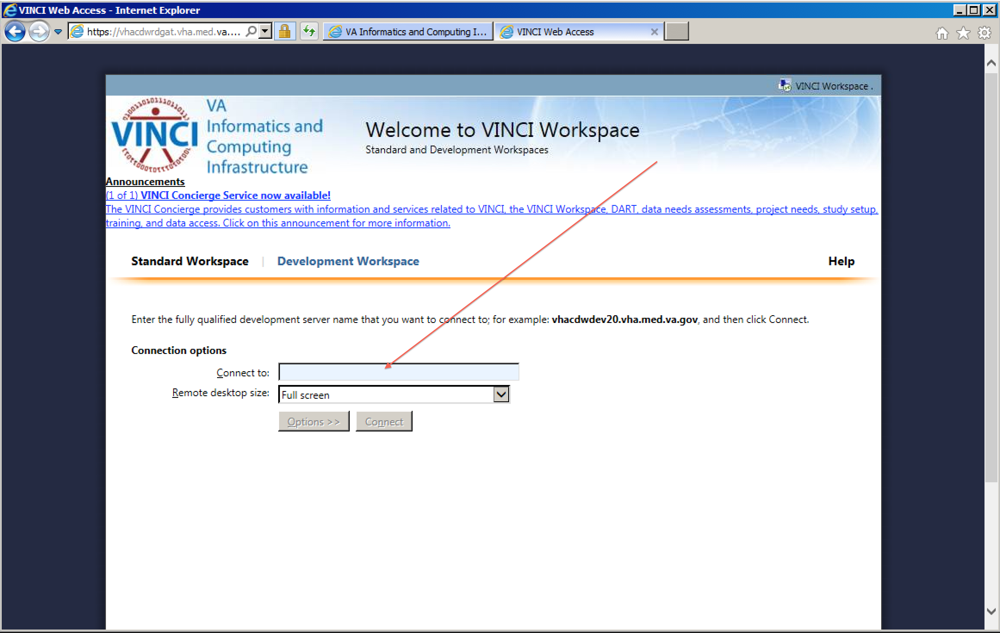 VINCI Web Access - Internet Explorer
https://vhacdwrdgat.vha.med.va....
VA Informatics and Computing I...
VINCI Web Access
VINCI Workspace .
VINCI
VA
Informatics and
Computing
Infrastructure
Welcome to VINCI Workspace
Standard and Development Workspaces
Announcements
(1 of 1) VINCI Concierge Service now available!
The VINCI Concierge provides customers with information and services related to VINCI, the VINCI Workspace, DART, data needs assessments, project needs, study setup,
training, and data access. Click on this announcement for more information.
Standard Workspace | Development Workspace
Help
Enter the fully qualified development server name that you want to connect to; for example: vhacdwdev20.vha.med.va.gov, and then click Connect.
Connection options
Connect to:
Remote desktop size: Full screen
Options >> Connect